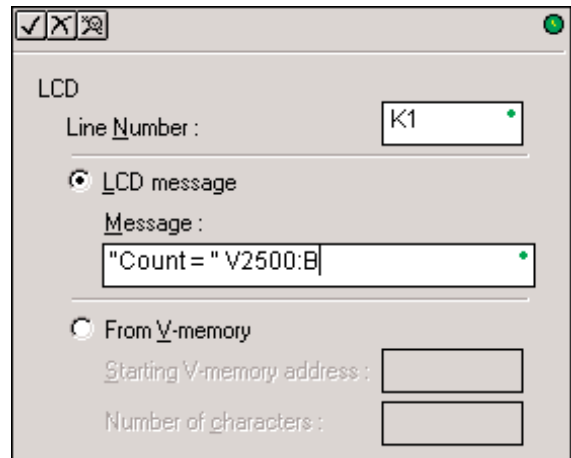 LCD
Line Number : K1
LCD message
Message :
"Count = " V2500:B
From V-memory
Starting V-memory address :
Number of characters :